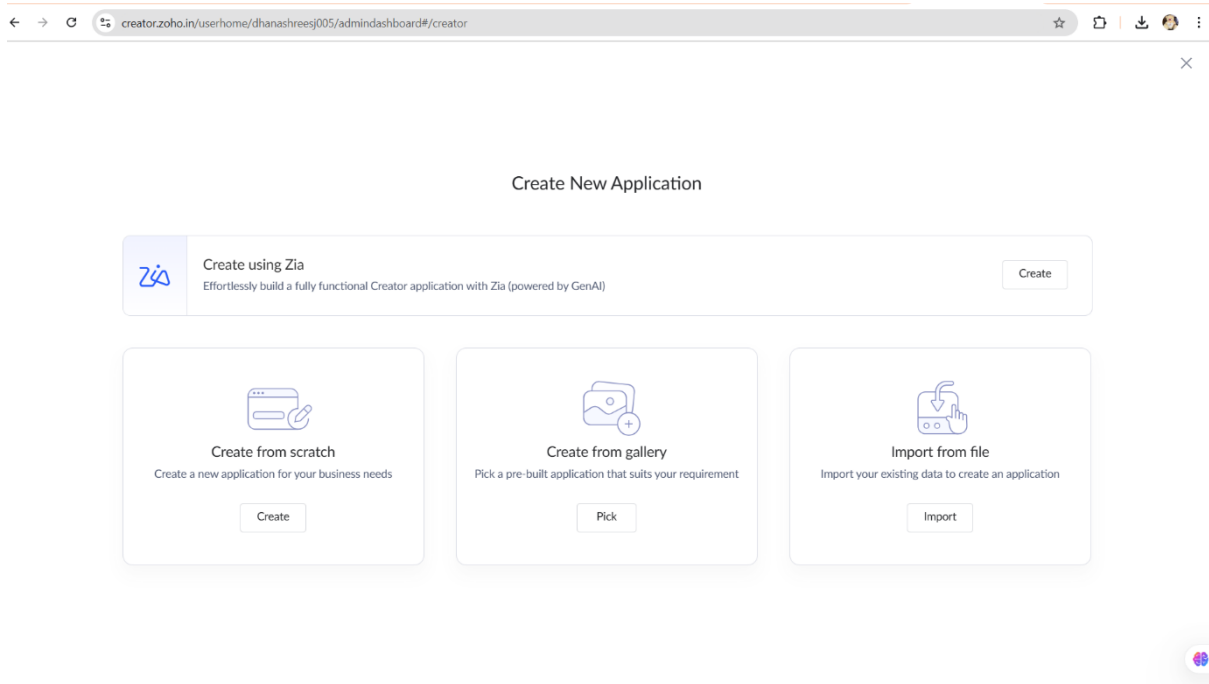 creator.zoho.in/userhome/dhanashreesj005/admindashboard#/creator
Create New Application
Zia
Create using Zia
Effortlessly build a fully functional Creator application with Zia (powered by GenAI)
Create
Create from scratch
Create a new application for your business needs
Create
Create from gallery
Pick a pre-built application that suits your requirement
Pick
Import from file
Import your existing data to create an application
Import